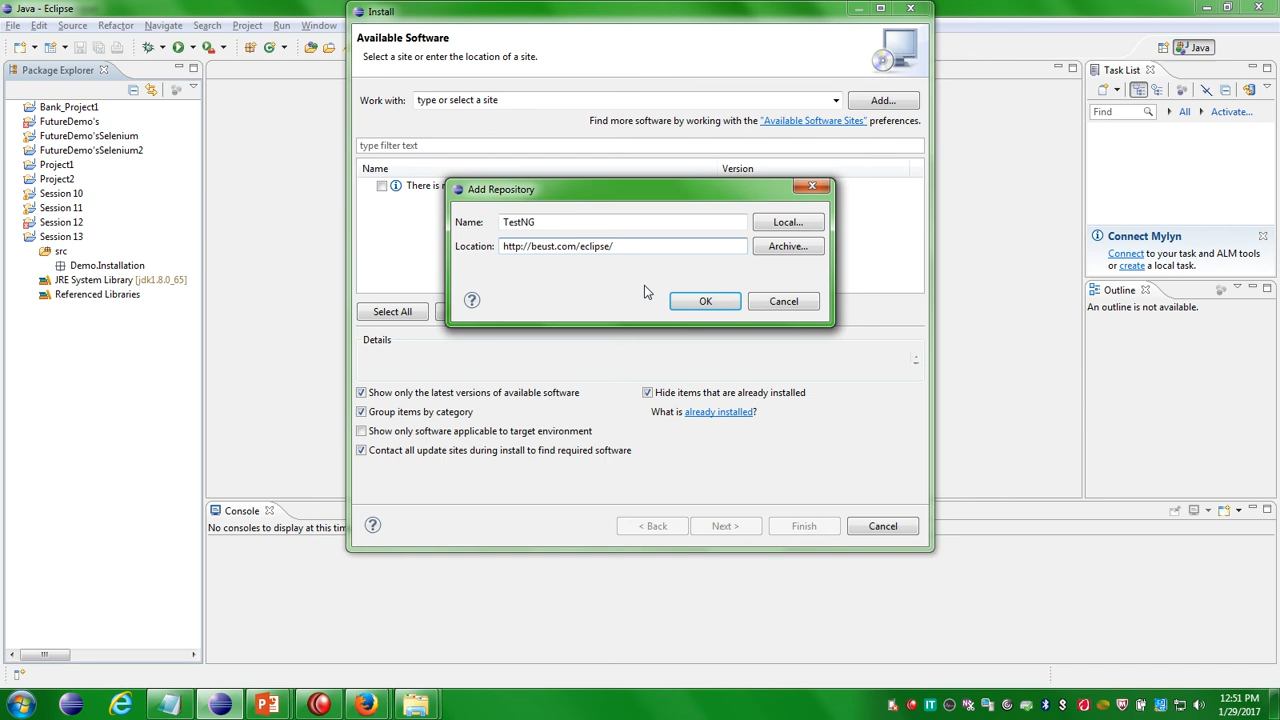 Java - Eclipse
File Edit Source Refactor Navigate Search Project Run Window
Package Explorer
Bank_Project1
FutureDemo's
FutureDemo'sSelenium
FutureDemo'sSelenium2
Project1
Project2
Session 10
Session 11
Session 12
Session 13
src
Demo.Installation
JRE System Library [jdk1.8.0_65]
Referenced Libraries
Install
Available Software
Select a site or enter the location of a site.
Work with: type or select a site Add...
Find more software by working with the "Available Software Sites" preferences.
type filter text
Name Version
There is
Add Repository
Name: TestNG Local...
Location: http://beust.com/eclipse/ Archive...
OK Cancel
Select All
Details
Show only the latest versions of available software
Hide items that are already installed
Group items by category
What is already installed?
Show only software applicable to target environment
Contact all update sites during install to find required software
< Back Next > Finish Cancel
Console
No consoles to display at this time
Java
Task List
Find All Activate...
Connect Mylyn
Connect to your task and ALM tools
or create a local task.
Outline
An outline is not available.
IT
12:51 PM
1/29/2017